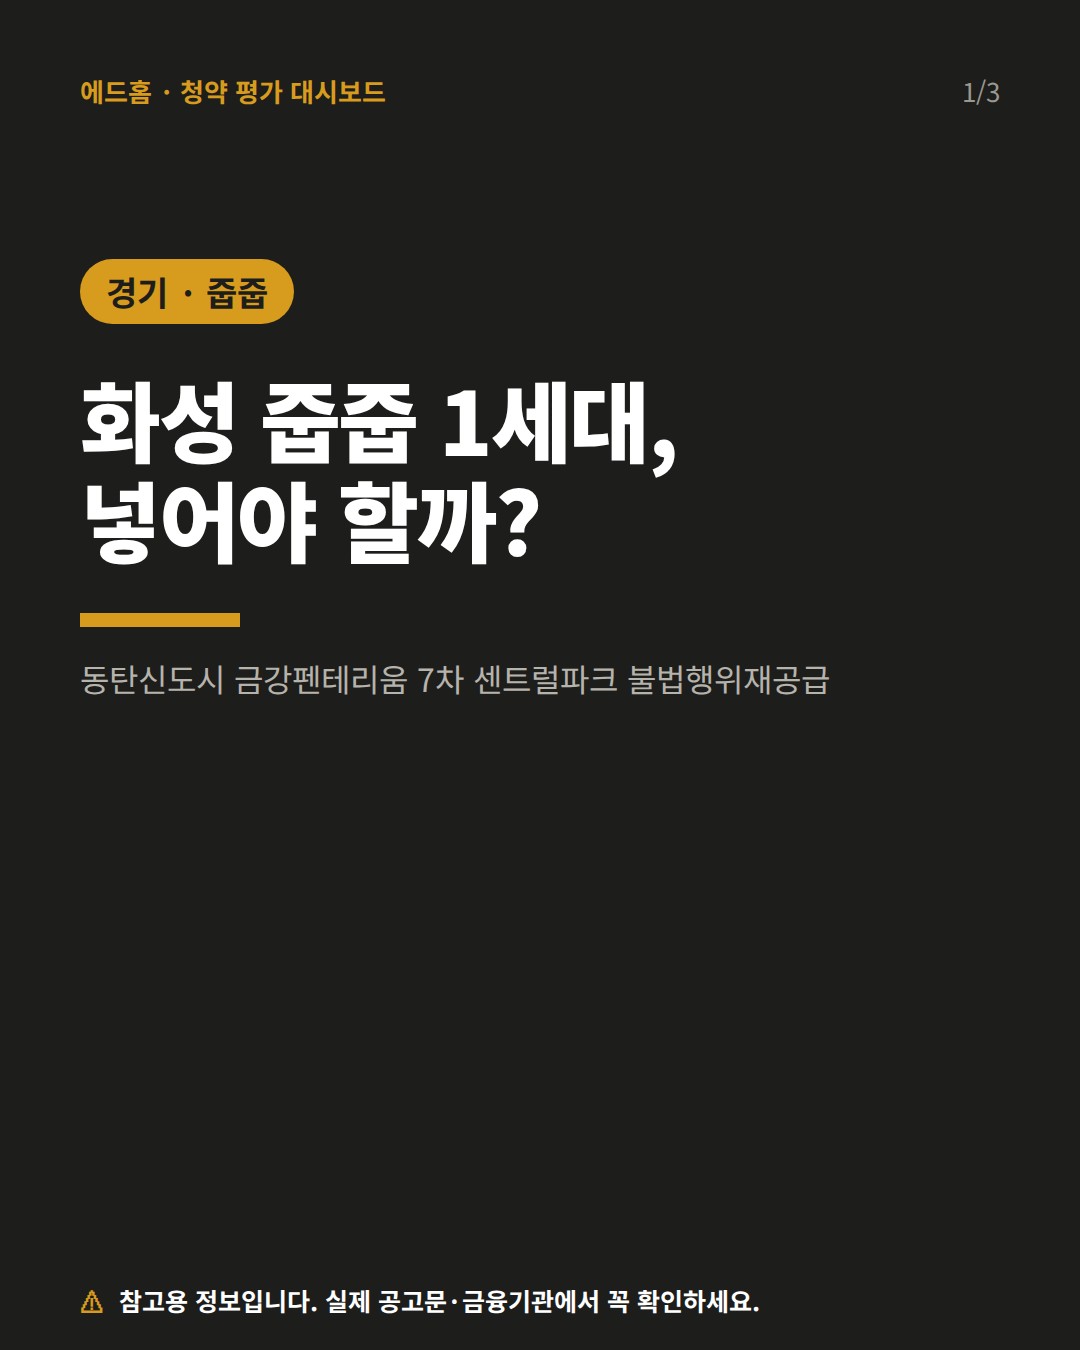 에드홈 · 청약 평가 대시보드
1/3
경기 · 줍줍
화성 줍줍 1세대,
넣어야 할까?
동탄신도시 금강펜테리움 7차 센트럴파크 불법행위재공급
⚠ 참고용 정보입니다. 실제 공고문·금융기관에서 꼭 확인하세요.